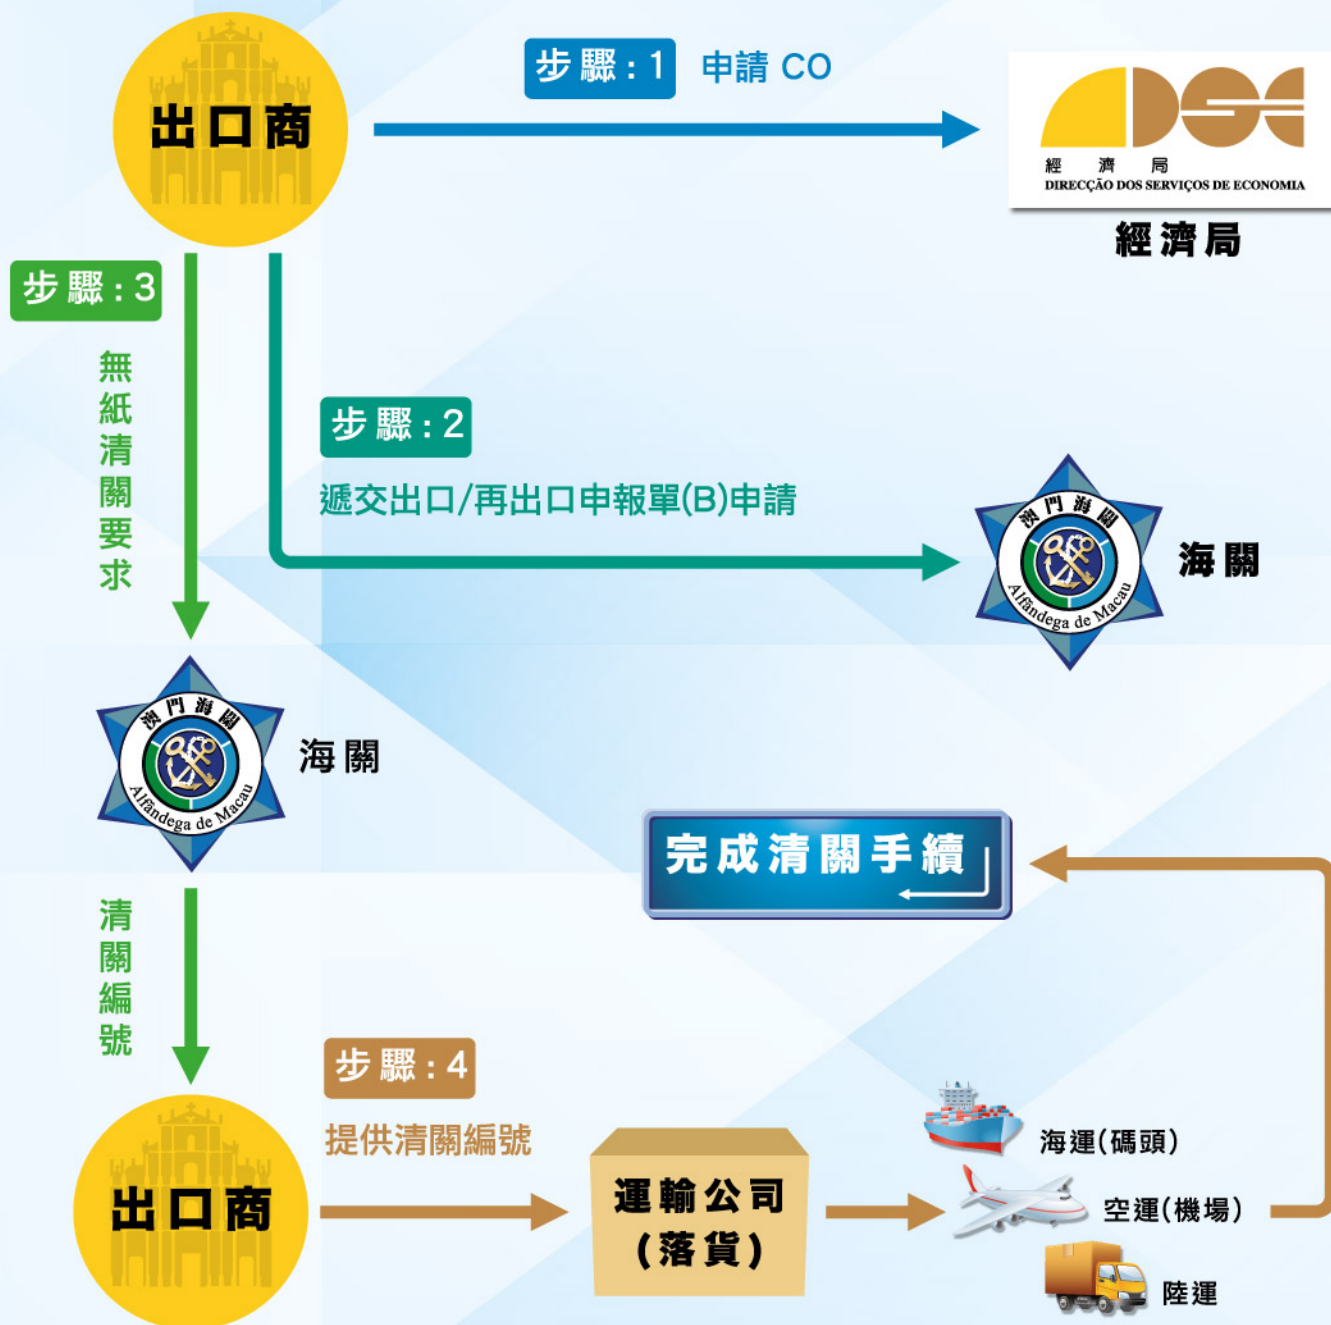 出口商
步驟:1 申請 CO
DSE
經濟局
DIRECÇÃO DOS SERVIÇOS DE ECONOMIA
經濟局
步驟:3
無紙清關要求
步驟:2
遞交出口/再出口申報單(B)申請
澳門海關
Alfândega de Macau
海關
澳門海關
Alfândega de Macau
海關
完成清關手續
清關編號
步驟:4
提供清關編號
出口商
運輸公司
(落貨)
海運(碼頭)
空運(機場)
陸運